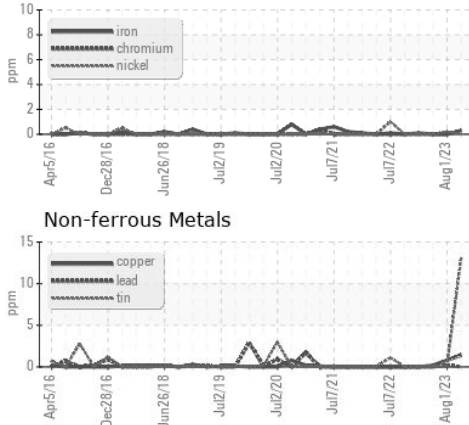 10
8
6
4
2
0
ppm
iron
chromium
nickel
Apr5/16
Dec28/16
Jun26/18
Jul2/19
Jul2/20
Jul7/21
Jul7/22
Aug1/23
Non-ferrous Metals
15
10
5
0
ppm
copper
lead
tin
Apr5/16
Dec28/16
Jun26/18
Jul2/19
Jul2/20
Jul7/21
Jul7/22
Aug1/23